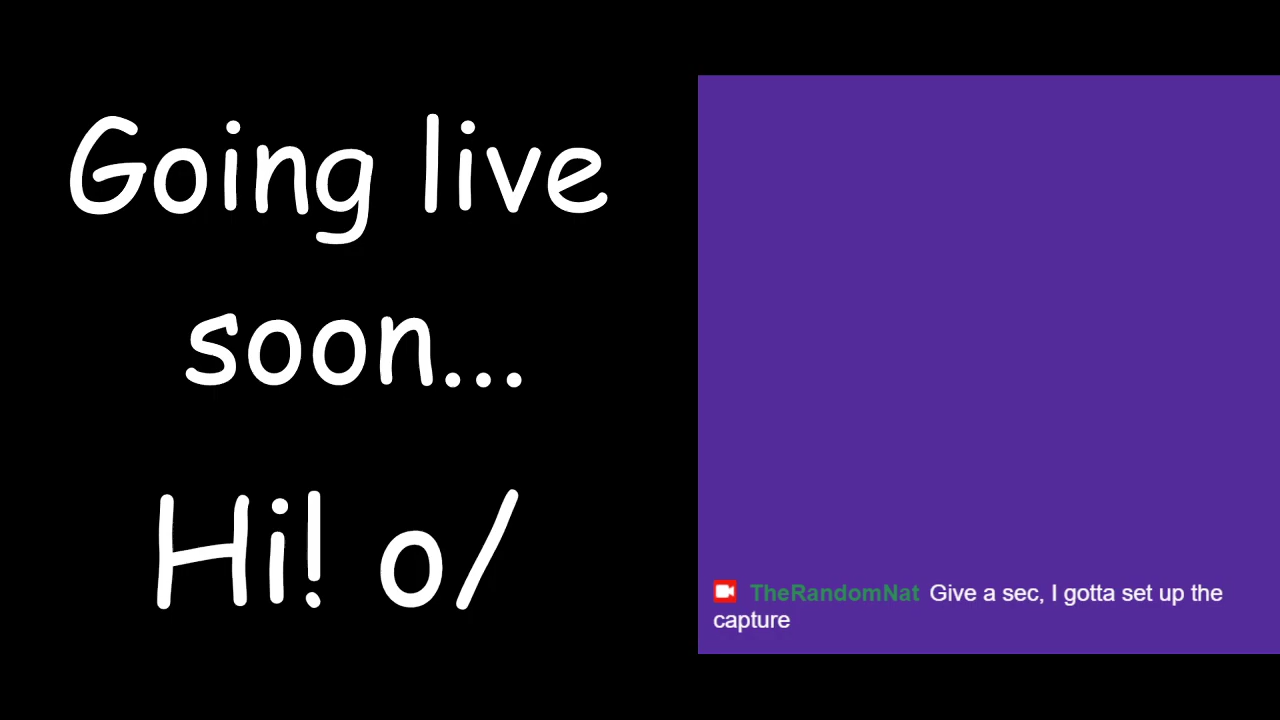 Going live
soon...
Hi! o/
TheRandomNat Give a sec, I gotta set up the
capture